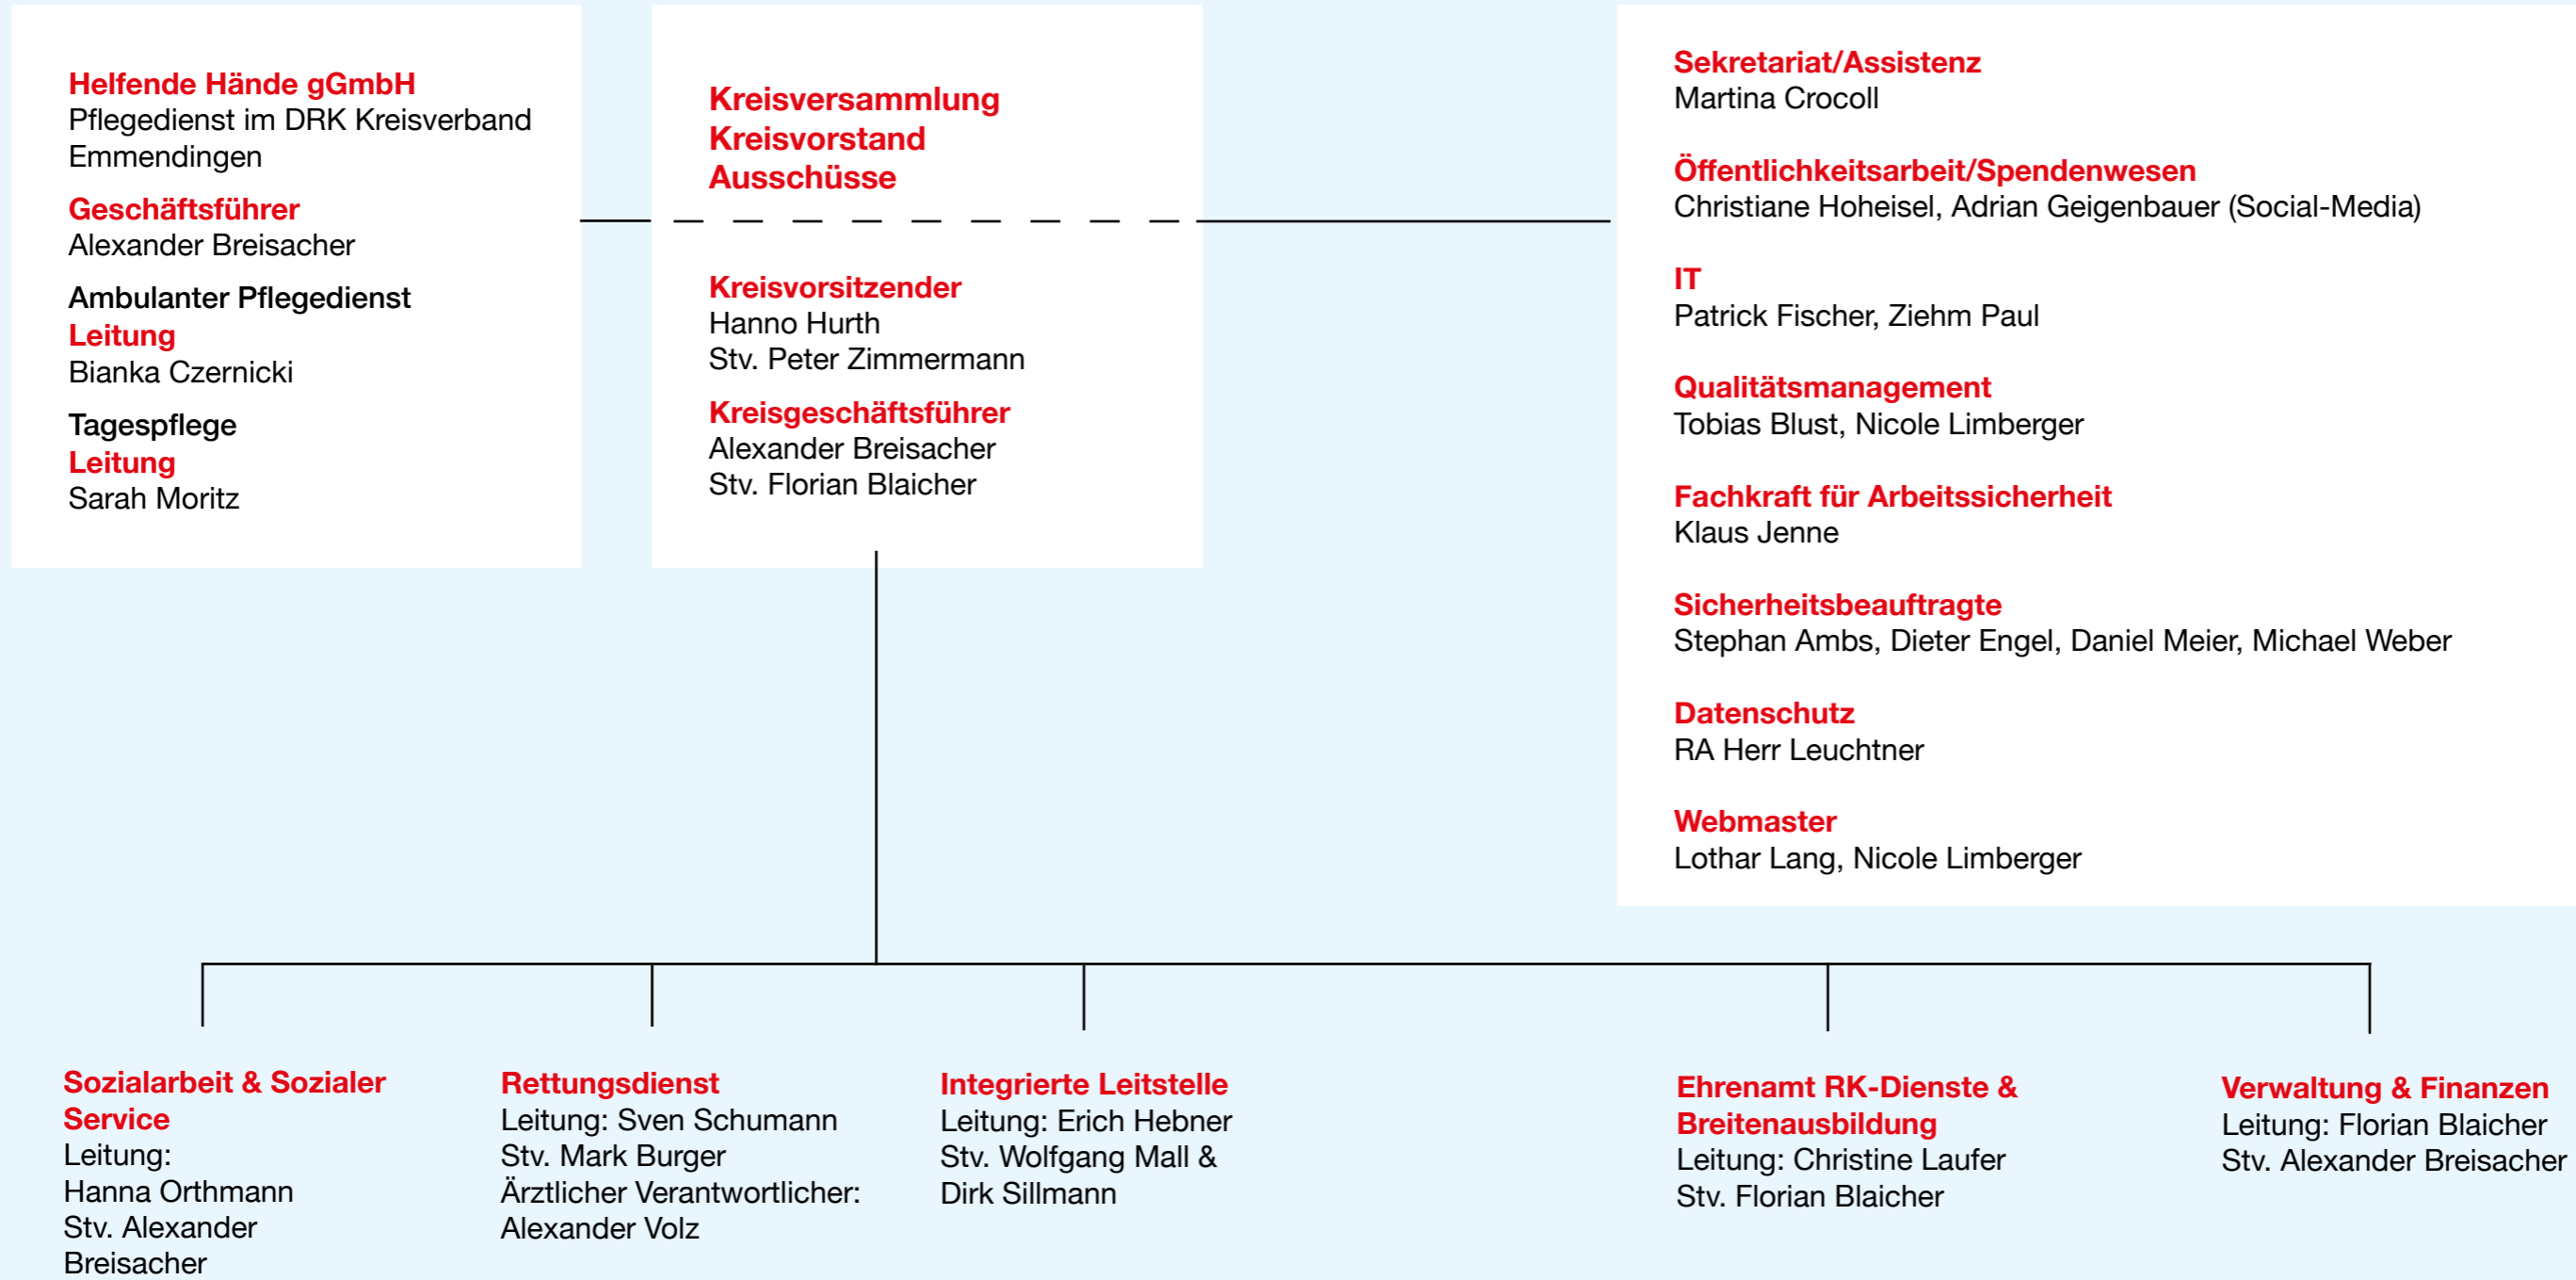 Helfende Hände gGmbH
Pflegedienst im DRK Kreisverband
Emmendingen
Geschäftsführer
Alexander Breisacher
Ambulanter Pflegedienst
Leitung
Bianka Czernicki
Tagespflege
Leitung
Sarah Moritz
Kreisversammlung
Kreisvorstand
Ausschüsse
Kreisvorsitzender
Hanno Hurth
Stv. Peter Zimmermann
Kreisgeschäftsführer
Alexander Breisacher
Stv. Florian Blaicher
Sekretariat/Assistenz
Martina Crocoll
Öffentlichkeitsarbeit/Spendenwesen
Christiane Hoheisel, Adrian Geigenbauer (Social-Media)
IT
Patrick Fischer, Ziehm Paul
Qualitätsmanagement
Tobias Blust, Nicole Limberger
Fachkraft für Arbeitssicherheit
Klaus Jenne
Sicherheitsbeauftragte
Stephan Ambs, Dieter Engel, Daniel Meier, Michael Weber
Datenschutz
RA Herr Leuchtner
Webmaster
Lothar Lang, Nicole Limberger
Sozialarbeit & Sozialer
Service
Leitung:
Hanna Orthmann
Stv. Alexander
Breisacher
Rettungsdienst
Leitung: Sven Schumann
Stv. Mark Burger
Ärztlicher Verantwortlicher:
Alexander Volz
Integrierte Leitstelle
Leitung: Erich Hebner
Stv. Wolfgang Mall &
Dirk Sillmann
Ehrenamt RK-Dienste &
Breitenausbildung
Leitung: Christine Laufer
Stv. Florian Blaicher
Verwaltung & Finanzen
Leitung: Florian Blaicher
Stv. Alexander Breisacher